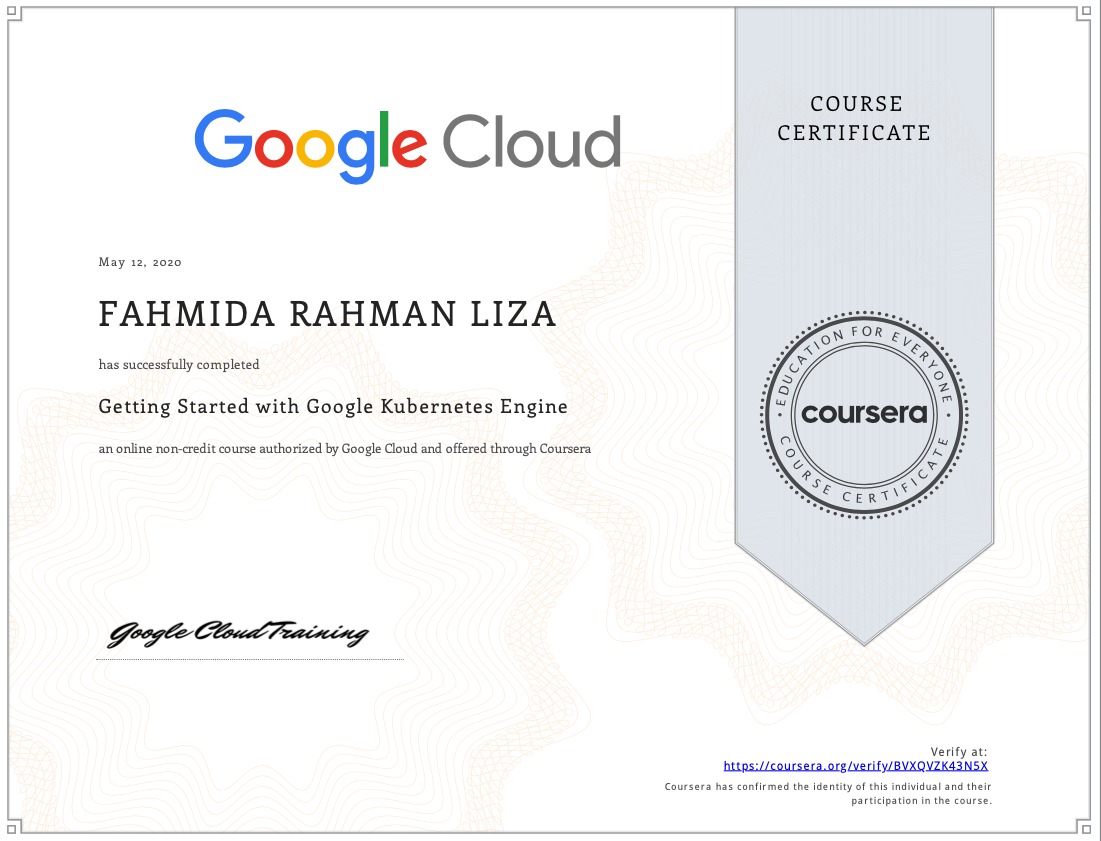 Google Cloud
COURSE
CERTIFICATE
May 12, 2020
FAHMIDA RAHMAN LIZA
has successfully completed
Getting Started with Google Kubernetes Engine
an online non-credit course authorized by Google Cloud and offered through Coursera
EDUCATION FOR EVERYONE
coursera
COURSE CERTIFICATE
Google Cloud Training
Verify at:
https://coursera.org/verify/BVXQVZK43N5X
Coursera has confirmed the identity of this individual and their
participation in the course.